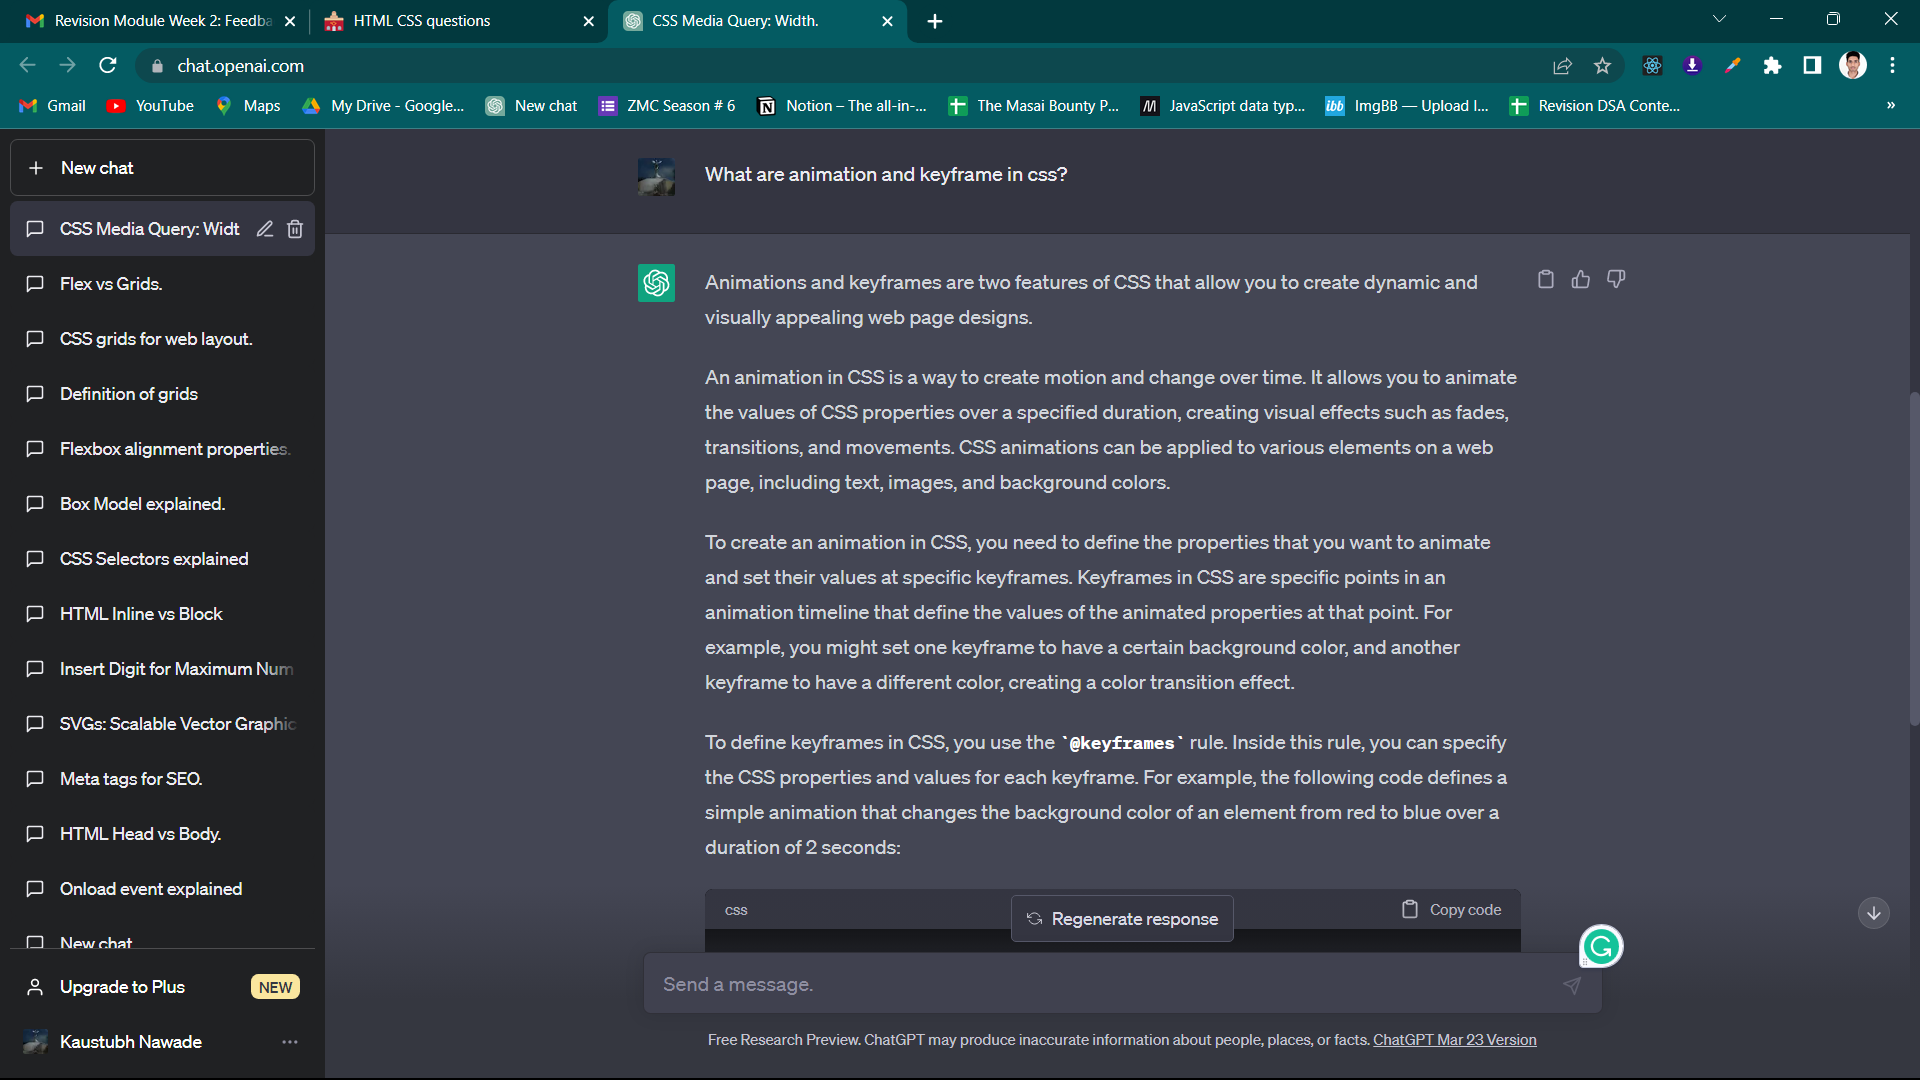 Revision Module Week 2: Feedba
HTML CSS questions
CSS Media Query: Width.
chat.openai.com
Gmail
YouTube
Maps
My Drive - Google...
New chat
ZMC Season # 6
Notion – The all-in-...
The Masai Bounty P...
JavaScript data typ...
ibb
ImgBB — Upload I...
Revision DSA Conte...
»
New chat
CSS Media Query: Widt
Flex vs Grids.
CSS grids for web layout.
Definition of grids
Flexbox alignment properties.
Box Model explained.
CSS Selectors explained
HTML Inline vs Block
Insert Digit for Maximum Num
SVGs: Scalable Vector Graphic
Meta tags for SEO.
HTML Head vs Body.
Onload event explained
New chat
Upgrade to Plus
NEW
Kaustubh Nawade
What are animation and keyframe in css?
Animations and keyframes are two features of CSS that allow you to create dynamic and
visually appealing web page designs.
An animation in CSS is a way to create motion and change over time. It allows you to animate
the values of CSS properties over a specified duration, creating visual effects such as fades,
transitions, and movements. CSS animations can be applied to various elements on a web
page, including text, images, and background colors.
To create an animation in CSS, you need to define the properties that you want to animate
and set their values at specific keyframes. Keyframes in CSS are specific points in an
animation timeline that define the values of the animated properties at that point. For
example, you might set one keyframe to have a certain background color, and another
keyframe to have a different color, creating a color transition effect.
To define keyframes in CSS, you use the `@keyframes` rule. Inside this rule, you can specify
the CSS properties and values for each keyframe. For example, the following code defines a
simple animation that changes the background color of an element from red to blue over a
duration of 2 seconds:
css
Copy code
Regenerate response
Send a message.
Free Research Preview. ChatGPT may produce inaccurate information about people, places, or facts. ChatGPT Mar 23 Version